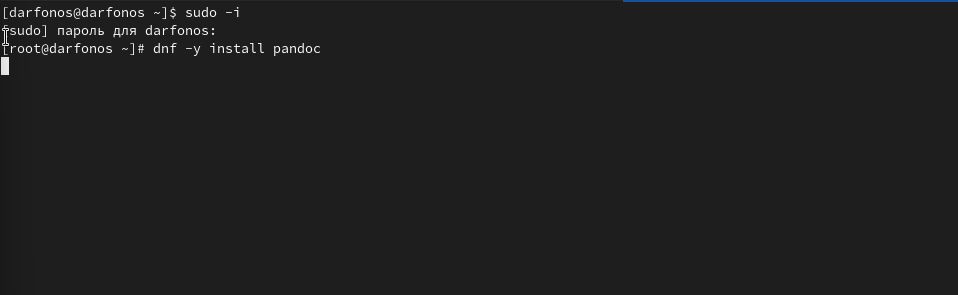 [darfonos@darfonos ~]$ sudo -i
[sudo] пароль для darfonos:
[root@darfonos ~]# dnf -y install pandoc